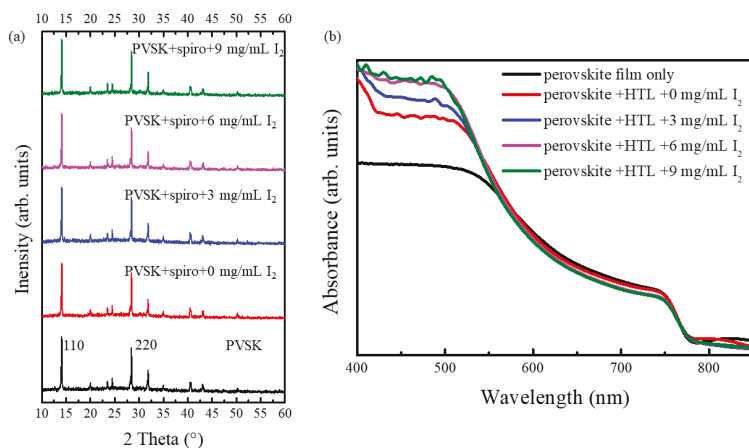 (a)
10 15 20 25 30 35 40 45 50 55 60
PVSK+spiro+9 mg/mL I2
PVSK+spiro+6 mg/mL I2
PVSK+spiro+3 mg/mL I2
PVSK+spiro+0 mg/mL I2
110 220 PVSK
10 15 20 25 30 35 40 45 50 55 60
2 Theta (°)
Inensity (arb. units)
(b)
perovskite film only
perovskite +HTL +0 mg/mL I2
perovskite +HTL +3 mg/mL I2
perovskite +HTL +6 mg/mL I2
perovskite +HTL +9 mg/mL I2
400 500 600 700 800
Wavelength (nm)
Absorbance (arb. units)